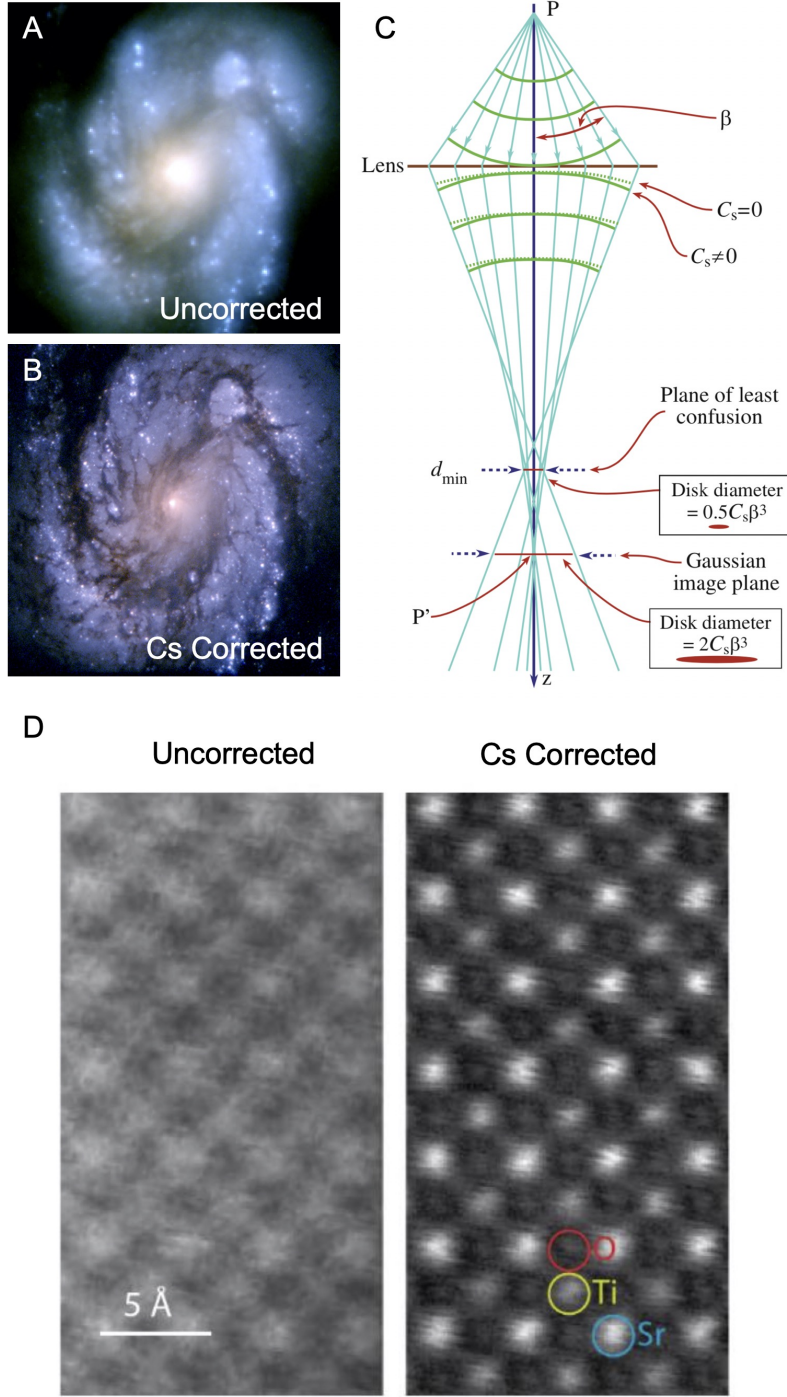 A
Uncorrected
B
Cs Corrected
C
P
β
Lens
Cs=0
Cs≠0
Plane of least
confusion
dmin
Disk diameter
= 0.5Csβ³
Gaussian
image plane
P'
Disk diameter
= 2Csβ³
z
D
Uncorrected
Cs Corrected
5 Å
O
Ti
Sr